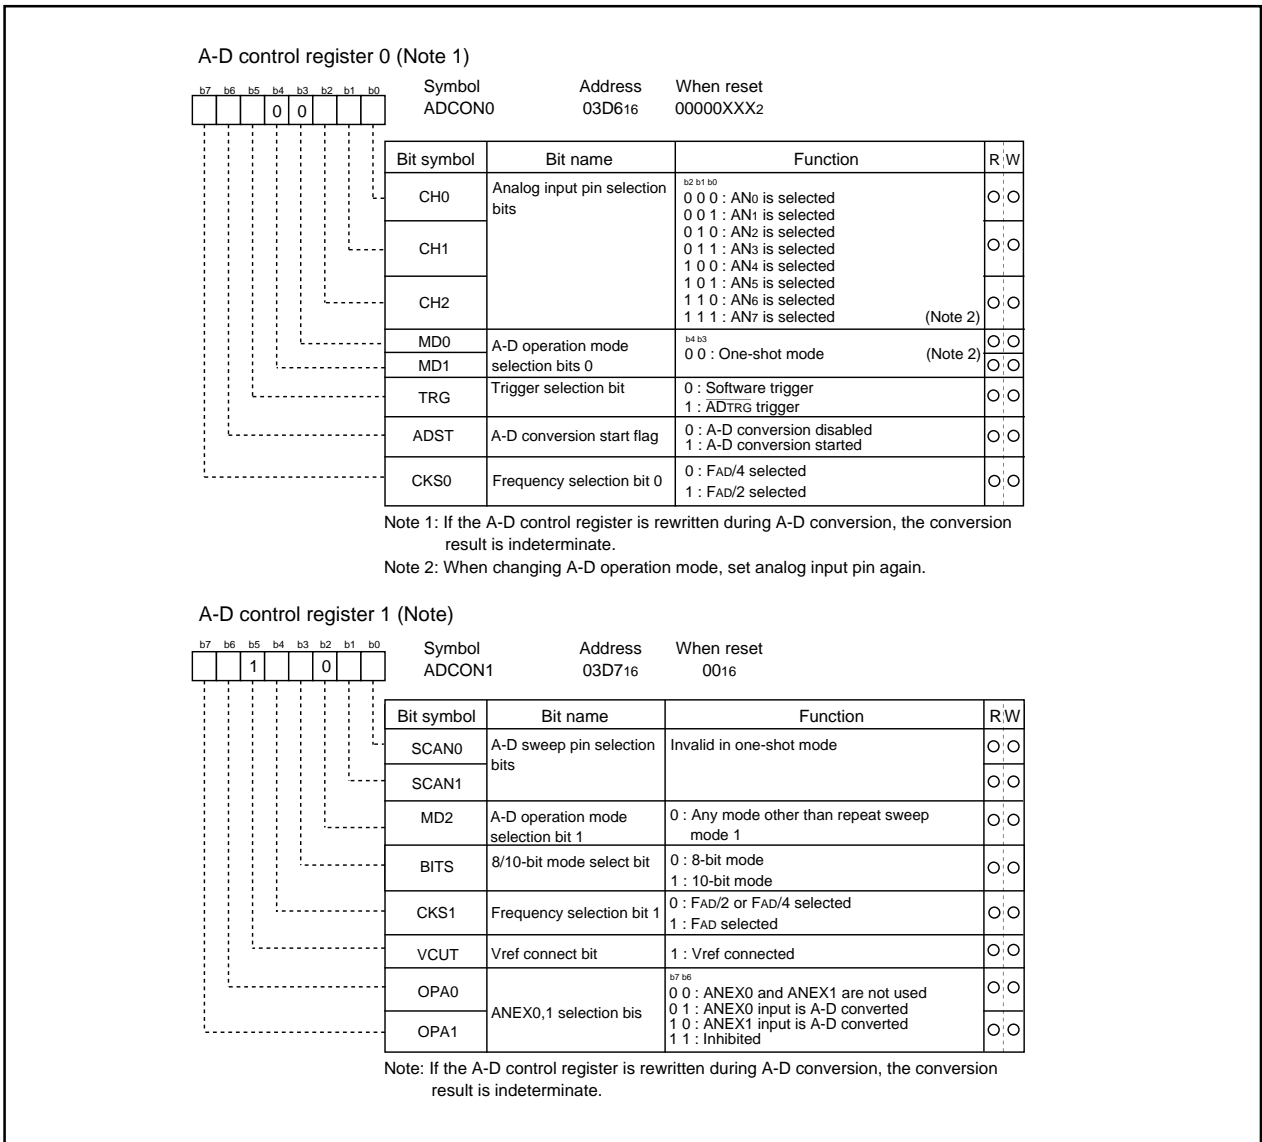 A-D control register 0 (Note 1)
b7 b6 b5 b4 b3 b2 b1 b0
0 0
Symbol Address When reset
ADCON0 03D616 00000XXX2
Bit symbol Bit name Function R W
CH0 Analog input pin selection bits
b2 b1 b0
0 0 0 : AN0 is selected
0 0 1 : AN1 is selected
0 1 0 : AN2 is selected
CH1 0 1 1 : AN3 is selected
1 0 0 : AN4 is selected
1 0 1 : AN5 is selected
CH2 1 1 0 : AN6 is selected
1 1 1 : AN7 is selected (Note 2)
MD0 A-D operation mode
b4 b3
0 0 : One-shot mode (Note 2)
MD1 selection bits 0
TRG Trigger selection bit 0 : Software trigger
1 : ADTRG trigger
ADST A-D conversion start flag 0 : A-D conversion disabled
1 : A-D conversion started
CKS0 Frequency selection bit 0 0 : FAD/4 selected
1 : FAD/2 selected
Note 1: If the A-D control register is rewritten during A-D conversion, the conversion
result is indeterminate.
Note 2: When changing A-D operation mode, set analog input pin again.
A-D control register 1 (Note)
b7 b6 b5 b4 b3 b2 b1 b0
1 0
Symbol Address When reset
ADCON1 03D716 0016
Bit symbol Bit name Function R W
SCAN0 A-D sweep pin selection Invalid in one-shot mode
bits
SCAN1
MD2 A-D operation mode 0 : Any mode other than repeat sweep
selection bit 1 mode 1
BITS 8/10-bit mode select bit 0 : 8-bit mode
1 : 10-bit mode
CKS1 Frequency selection bit 1 0 : FAD/2 or FAD/4 selected
1 : FAD selected
VCUT Vref connect bit 1 : Vref connected
b7 b6
OPA0 0 0 : ANEX0 and ANEX1 are not used
ANEX0,1 selection bis 0 1 : ANEX0 input is A-D converted
1 0 : ANEX1 input is A-D converted
OPA1 1 1 : Inhibited
Note: If the A-D control register is rewritten during A-D conversion, the conversion
result is indeterminate.